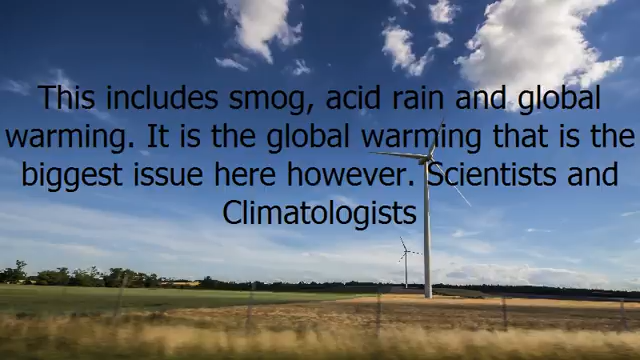 This includes smog, acid rain and global
warming. It is the global warming that is the
biggest issue here however. Scientists and
Climatologists